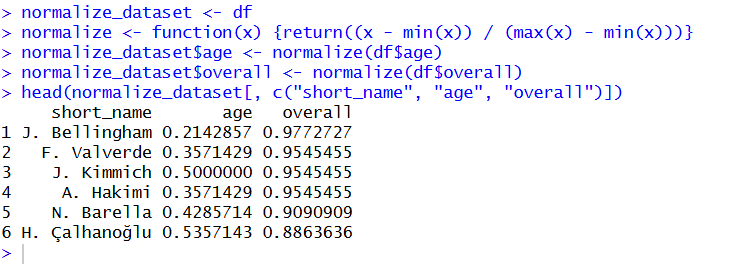 > normalize_dataset <- df
> normalize <- function(x) {return((x - min(x)) / (max(x) - min(x)))}
> normalize_dataset$age <- normalize(df$age)
> normalize_dataset$overall <- normalize(df$overall)
> head(normalize_dataset[, c("short_name", "age", "overall")])
     short_name       age   overall
1 J. Bellingham 0.2142857 0.9772727
2   F. Valverde 0.3571429 0.9545455
3    J. Kimmich 0.5000000 0.9545455
4     A. Hakimi 0.3571429 0.9545455
5    N. Barella 0.4285714 0.9090909
6 H. Çalhanoğlu 0.5357143 0.8863636
>